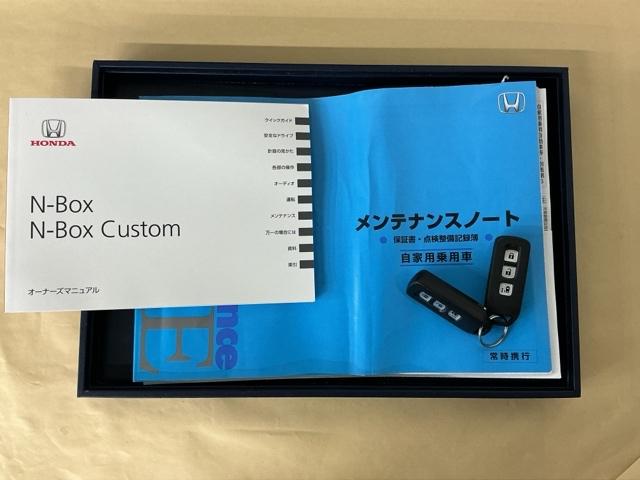 HONDA
N-Box
N-Box Custom
オーナーズマニュアル
クイックガイド
安全なドライブ
計器の見かた
各部の操作
オーディオ
運転
メンテナンス
万一の場合には
資料
索引
メンテナンスノート
保証書・点検整備記録簿
自家用乗用車
常時携行
nce
E